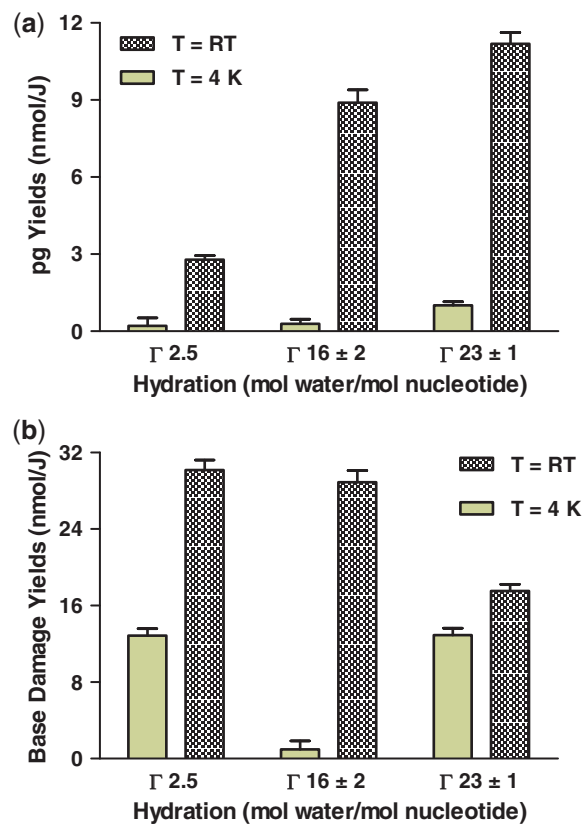 (a)
12
9
6
3
0
pg Yields (nmol/J)
T = RT
T = 4 K
Γ 2.5 Γ 16 ± 2 Γ 23 ± 1
Hydration (mol water/mol nucleotide)
(b)
32
24
16
8
0
Base Damage Yields (nmol/J)
T = RT
T = 4 K
Γ 2.5 Γ 16 ± 2 Γ 23 ± 1
Hydration (mol water/mol nucleotide)